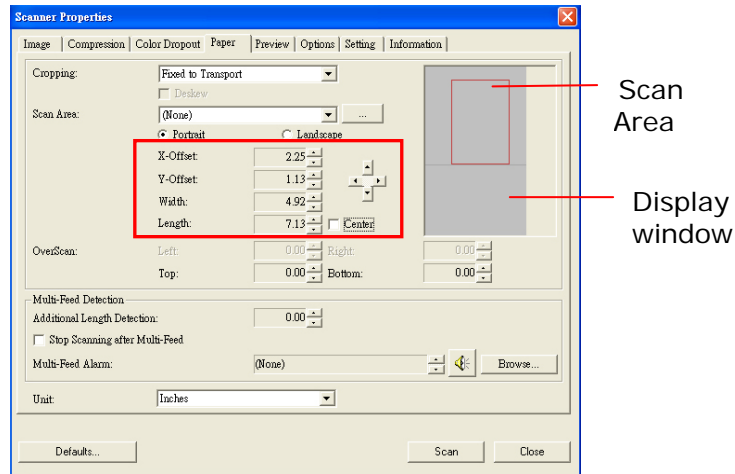 Scanner Properties
Image Compression Color Dropout Paper Preview Options Setting Information
Cropping: Fixed to Transport
Deskew
Scan Area: (None) ...
Portrait Landscape
X-Offset: 2.25
Y-Offset: 1.13
Width: 4.92
Length: 7.13 Center
OverScan: Left: 0.00 Right: 0.00
Top: 0.00 Bottom: 0.00
Multi-Feed Detection
Additional Length Detection: 0.00
Stop Scanning after Multi-Feed
Multi-Feed Alarm: (None) Browse...
Unit: Inches
Defaults... Scan Close
Scan
Area
Display
window